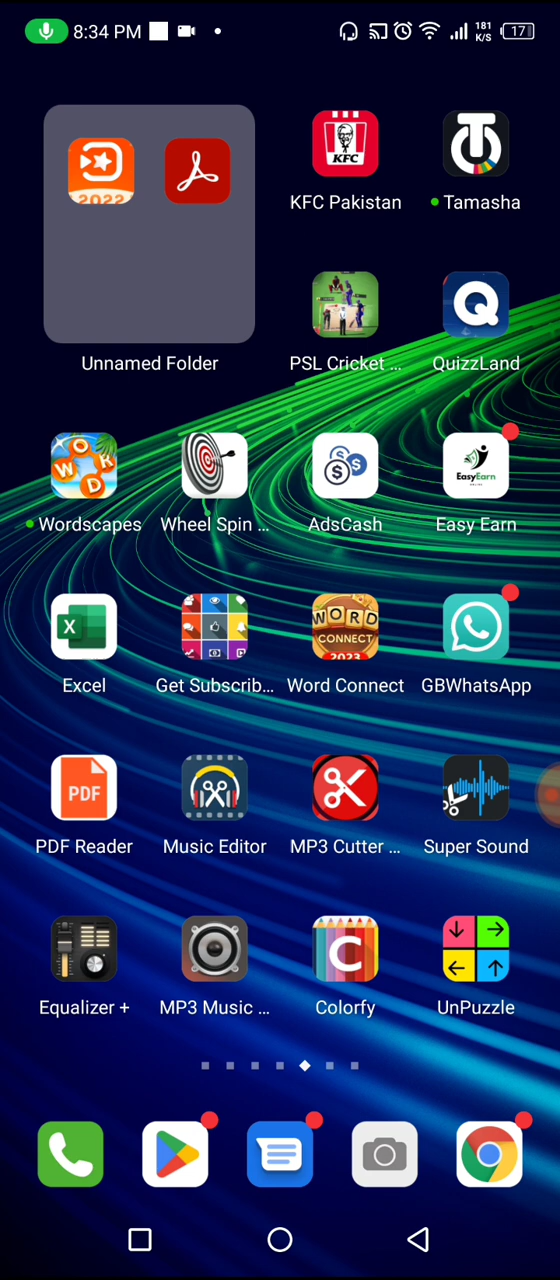 8:34 PM
181
K/S
17
2022
KFC
KFC Pakistan
Tamasha
Unnamed Folder
PSL Cricket ...
QuizzLand
WORD
Wordscapes
Wheel Spin ...
AdsCash
EasyEarn
Easy Earn
X
Excel
Get Subscrib...
WORD
CONNECT
2023
Word Connect
GBWhatsApp
PDF
PDF Reader
Music Editor
MP3 Cutter ...
Super Sound
Equalizer +
MP3 Music ...
C
Colorfy
UnPuzzle